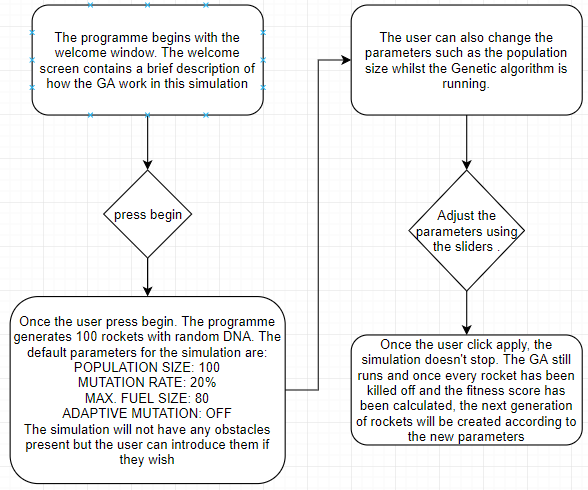 The programme begins with the
welcome window. The welcome
screen contains a brief description of
how the GA work in this simulation
press begin
Once the user press begin. The programme
generates 100 rockets with random DNA. The
default parameters for the simulation are:
POPULATION SIZE: 100
MUTATION RATE: 20%
MAX. FUEL SIZE: 80
ADAPTIVE MUTATION: OFF
The simulation will not have any obstacles
present but the user can introduce them if
they wish
The user can also change the
parameters such as the population
size whilst the Genetic algorithm is
running.
Adjust the
parameters using
the sliders .
Once the user click apply, the
simulation doesn't stop. The GA still
runs and once every rocket has been
killed off and the fitness score has
been calculated, the next generation
of rockets will be created according to
the new parameters